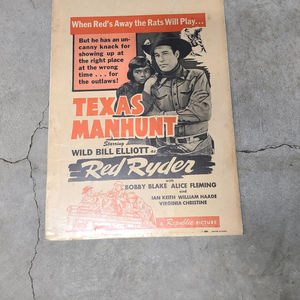 When Red's Away the Rats Will Play...
But he has an un-
canny knack for
showing up at
the right place
at the wrong
time . . . for
the outlaws!
TEXAS
MANHUNT
Starring
WILD BILL ELLIOTT as
Red Ryder
with
BOBBY BLAKE ALICE FLEMING
and
IAN KEITH WILLIAM HAADE
VIRGINIA CHRISTINE
A Republic PICTURE